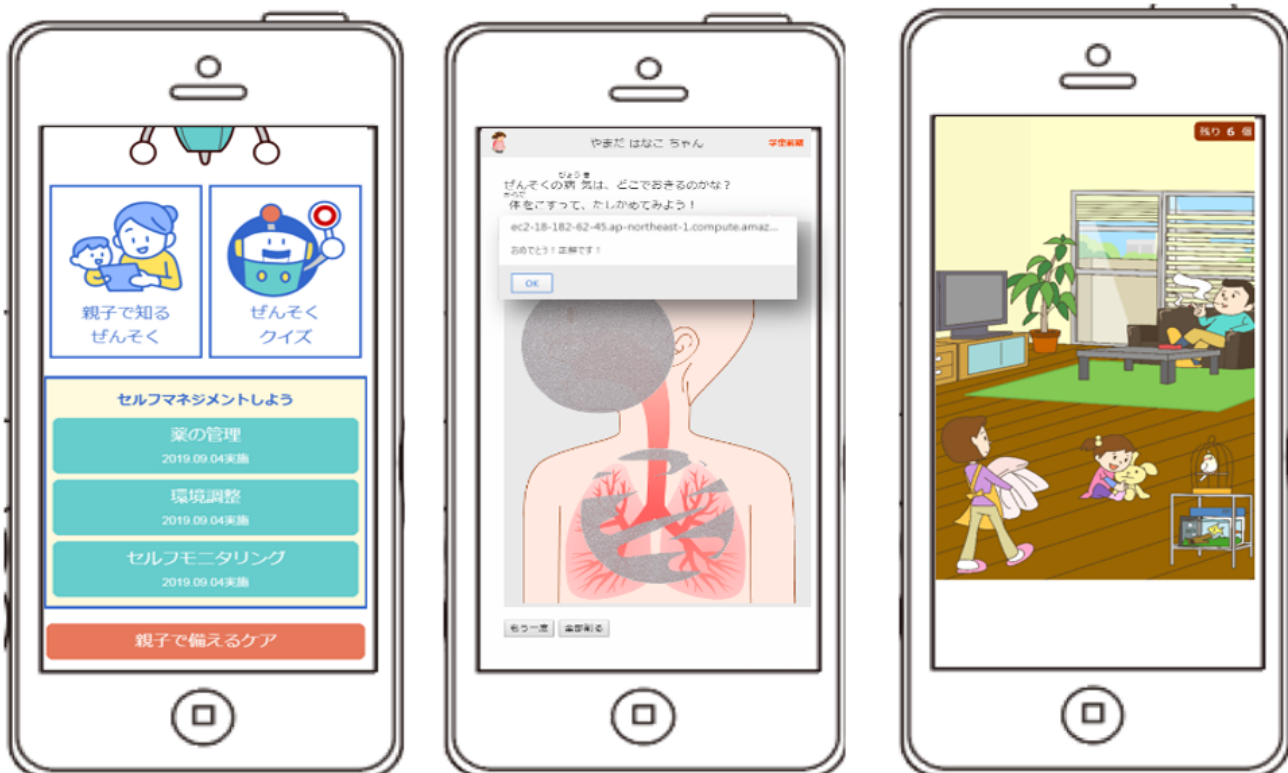 親子で知る
ぜんそく
ぜんそく
クイズ
セルフマネジメントしよう
薬の管理
2019.09.04実施
環境調整
2019.09.04実施
セルフモニタリング
2019.09.04実施
親子で備えるケア
やまだ はなこ ちゃん
学童前期
びょう き
ぜんそくの病 気は、どこでおきるのかな?
からだ
体をこすって、たしかめてみよう!
ec2-18-182-62-45.ap-northeast-1.compute.amaz...
おめでとう!正解です!
OK
もう一度
全部削る
残り 6 個